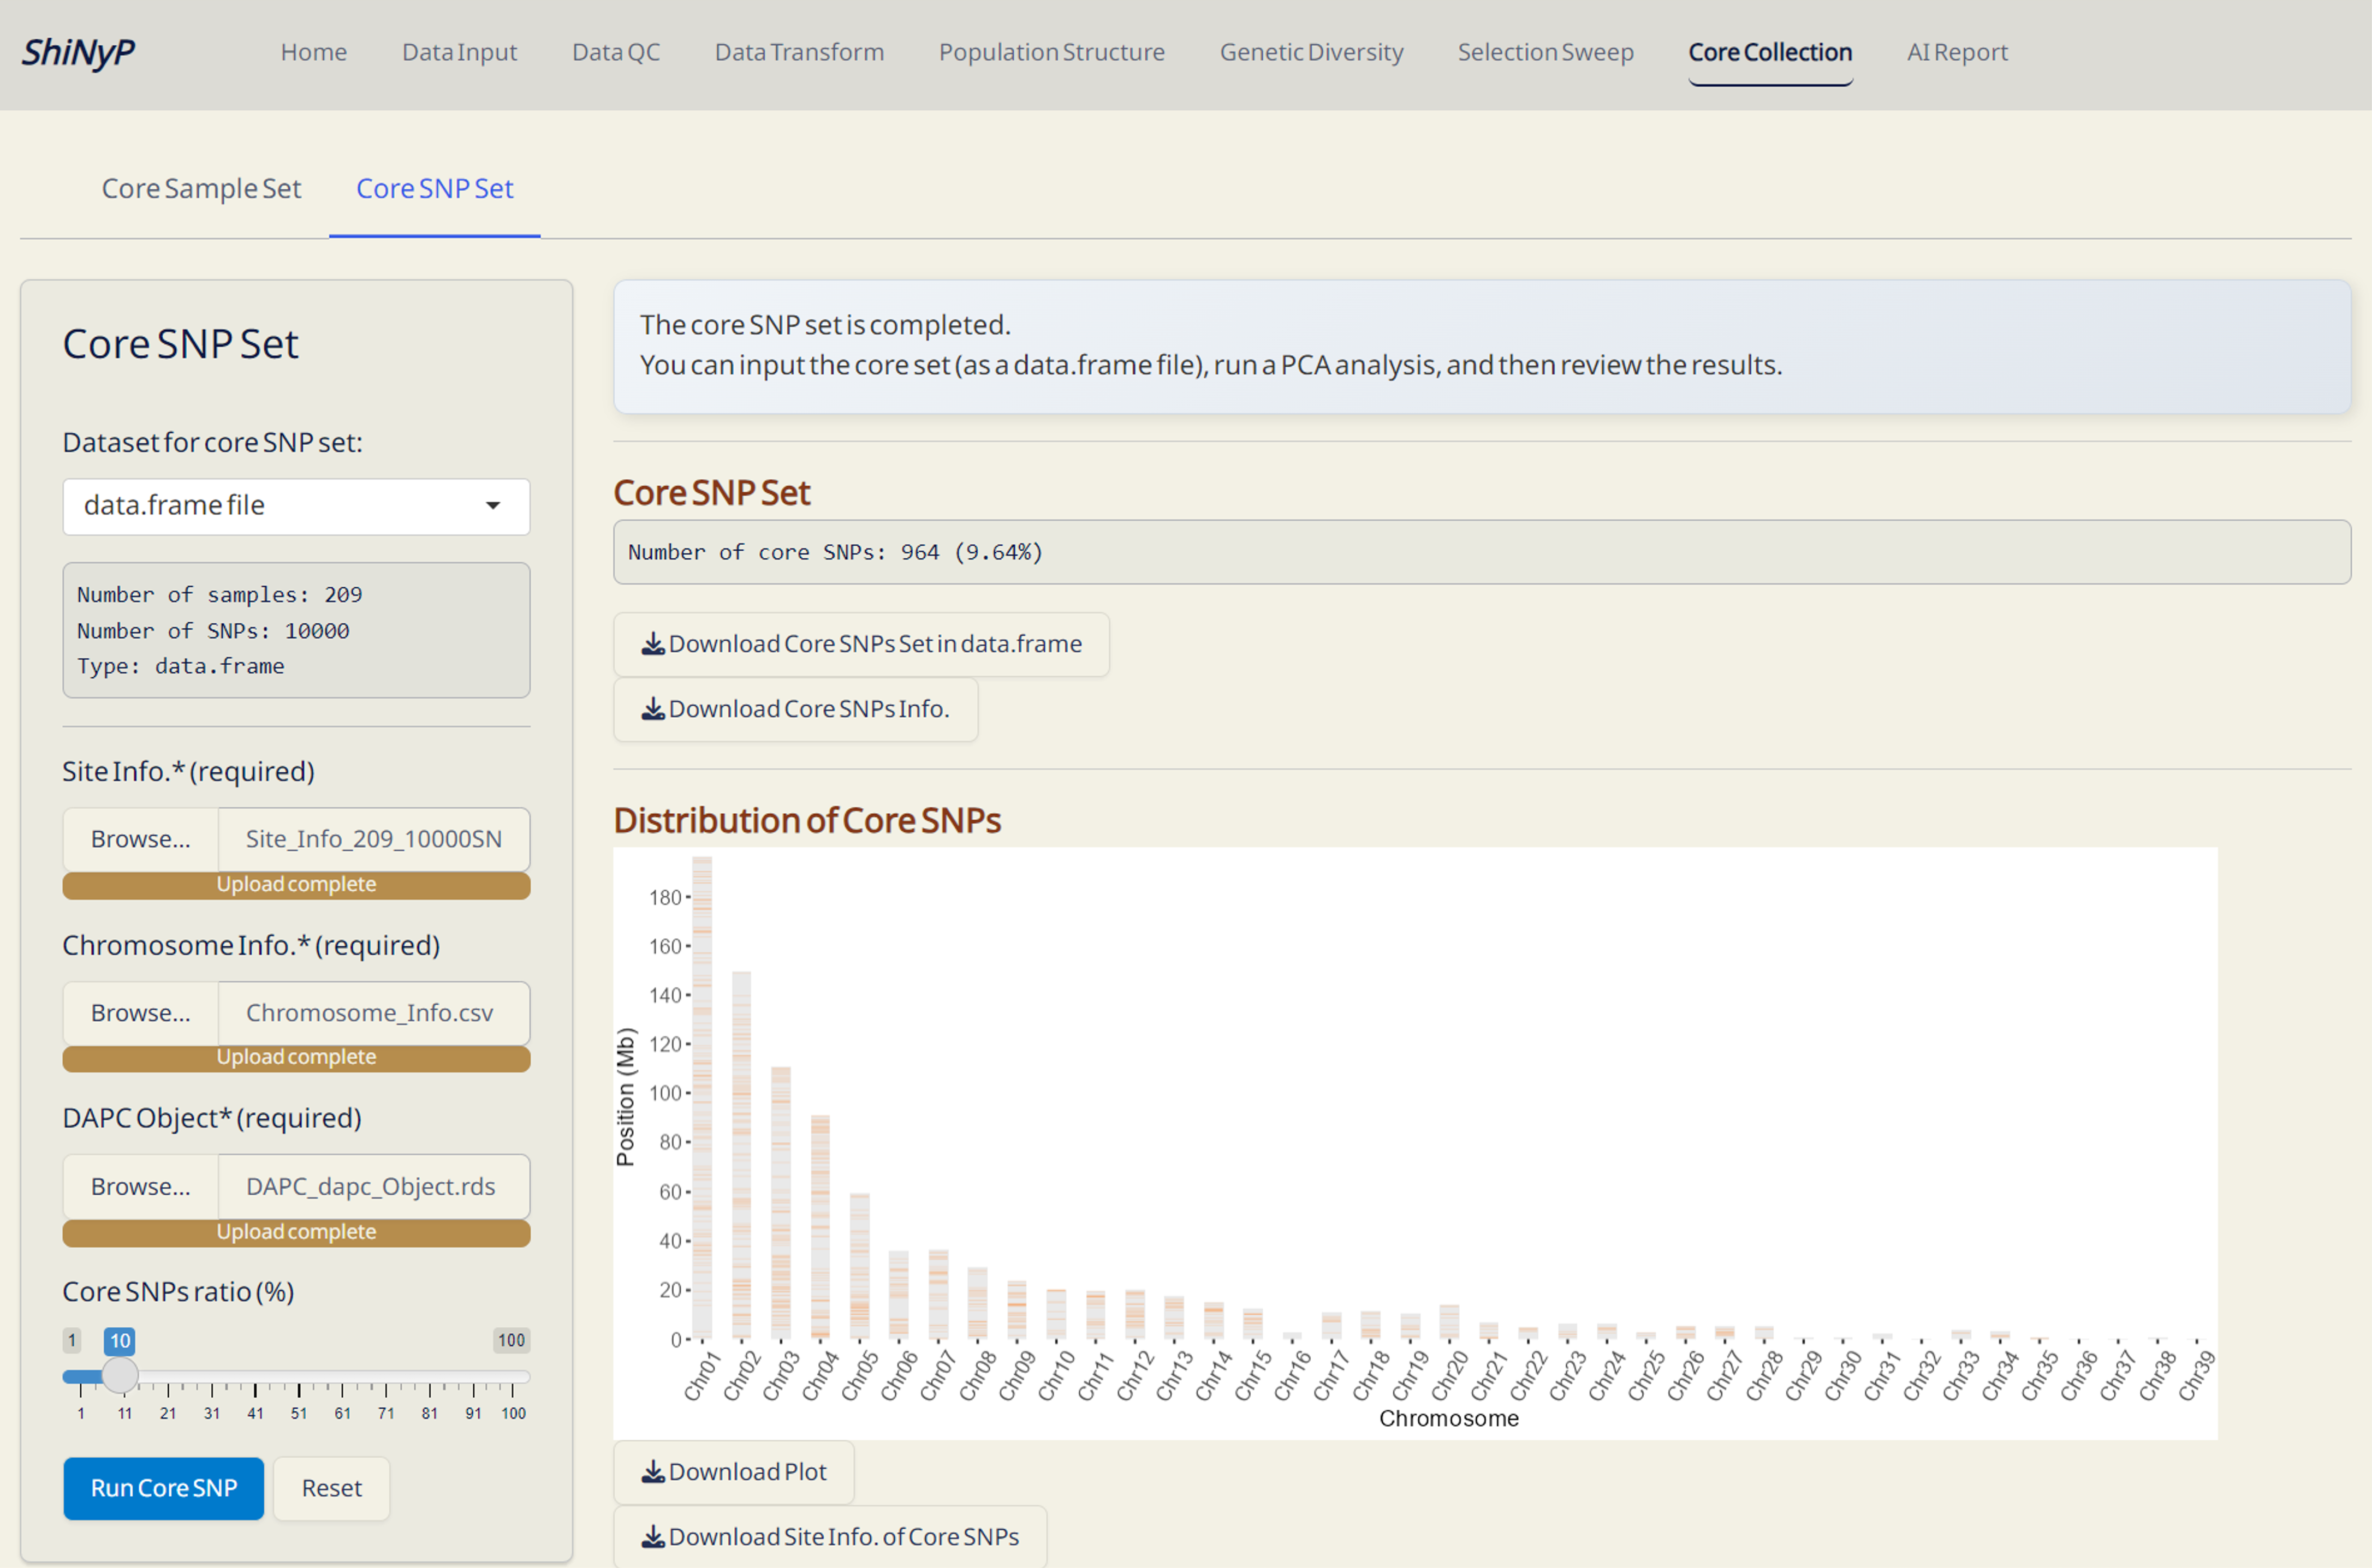 ShiNyP
Home
Data Input
Data QC
Data Transform
Population Structure
Genetic Diversity
Selection Sweep
Core Collection
AI Report
Core Sample Set
Core SNP Set
Core SNP Set
Dataset for core SNP set:
data.frame file
Number of samples: 209
Number of SNPs: 10000
Type: data.frame
Site Info.* (required)
Browse...
Site_Info_209_10000SN
Upload complete
Chromosome Info.* (required)
Browse...
Chromosome_Info.csv
Upload complete
DAPC Object* (required)
Browse...
DAPC_dapc_Object.rds
Upload complete
Core SNPs ratio (%)
1
10
100
1 11 21 31 41 51 61 71 81 91 100
Run Core SNP
Reset
The core SNP set is completed.
You can input the core set (as a data.frame file), run a PCA analysis, and then review the results.
Core SNP Set
Number of core SNPs: 964 (9.64%)
Download Core SNPs Set in data.frame
Download Core SNPs Info.
Distribution of Core SNPs
Position (Mb)
180
160
140
120
100
80
60
40
20
0
Chr01 Chr02 Chr03 Chr04 Chr05 Chr06 Chr07 Chr08 Chr09 Chr10 Chr11 Chr12 Chr13 Chr14 Chr15 Chr16 Chr17 Chr18 Chr19 Chr20 Chr21 Chr22 Chr23 Chr24 Chr25 Chr26 Chr27 Chr28 Chr29 Chr30 Chr31 Chr32 Chr33 Chr34 Chr35 Chr36 Chr37 Chr38 Chr39
Chromosome
Download Plot
Download Site Info. of Core SNPs